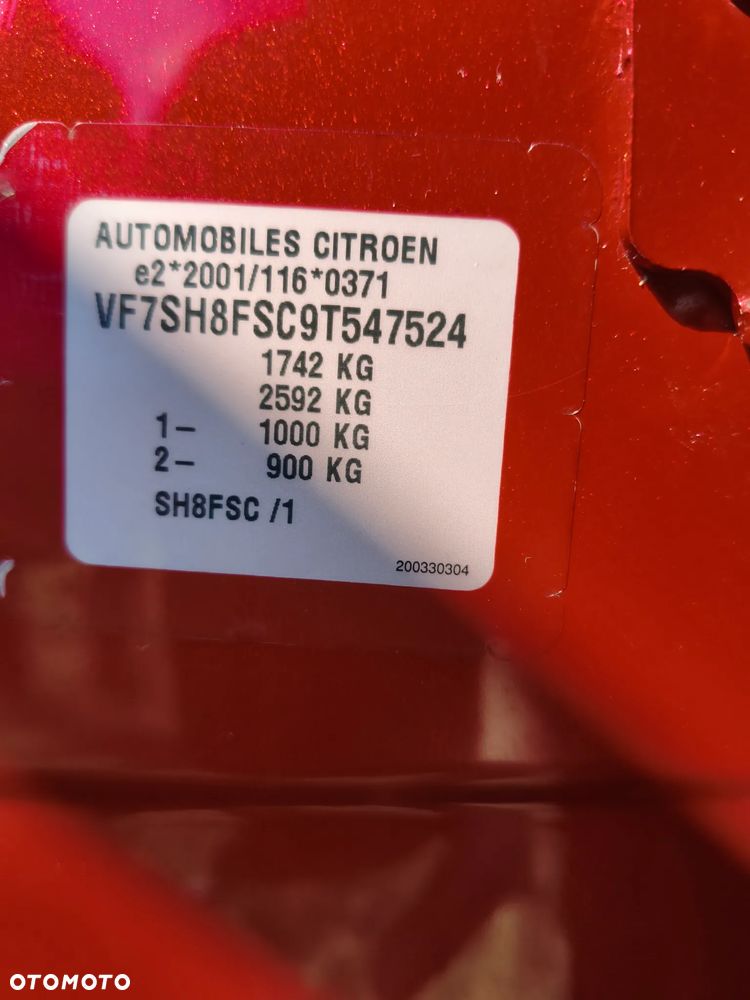 AUTOMOBILES CITROEN
e2*2001/116*0371
VF7SH8FSC9T547524
1742 KG
2592 KG
1– 1000 KG
2– 900 KG
SH8FSC /1
200330304
OTOMOTO